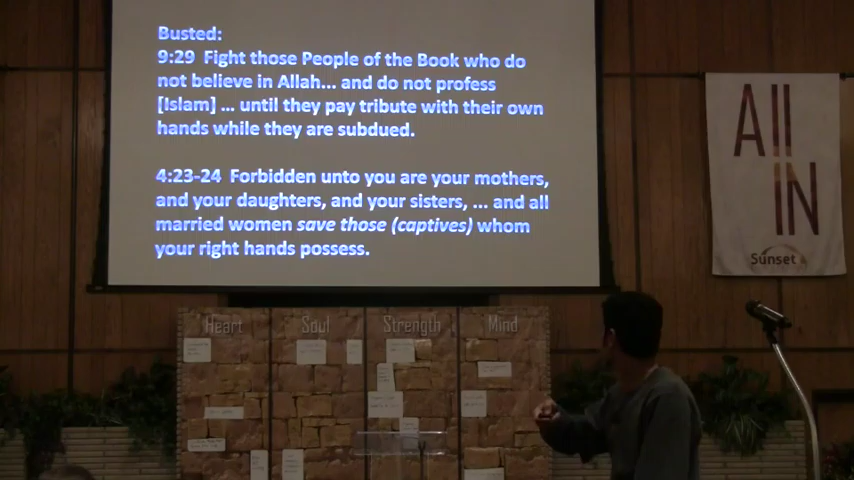 Busted:
9:29 Fight those People of the Book who do
not believe in Allah... and do not profess
[Islam] ... until they pay tribute with their own
hands while they are subdued.
4:23-24 Forbidden unto you are your mothers,
and your daughters, and your sisters, ... and all
married women save those (captives) whom
your right hands possess.
All
IN
Sunset
Heart
Soul
Strength
Mind